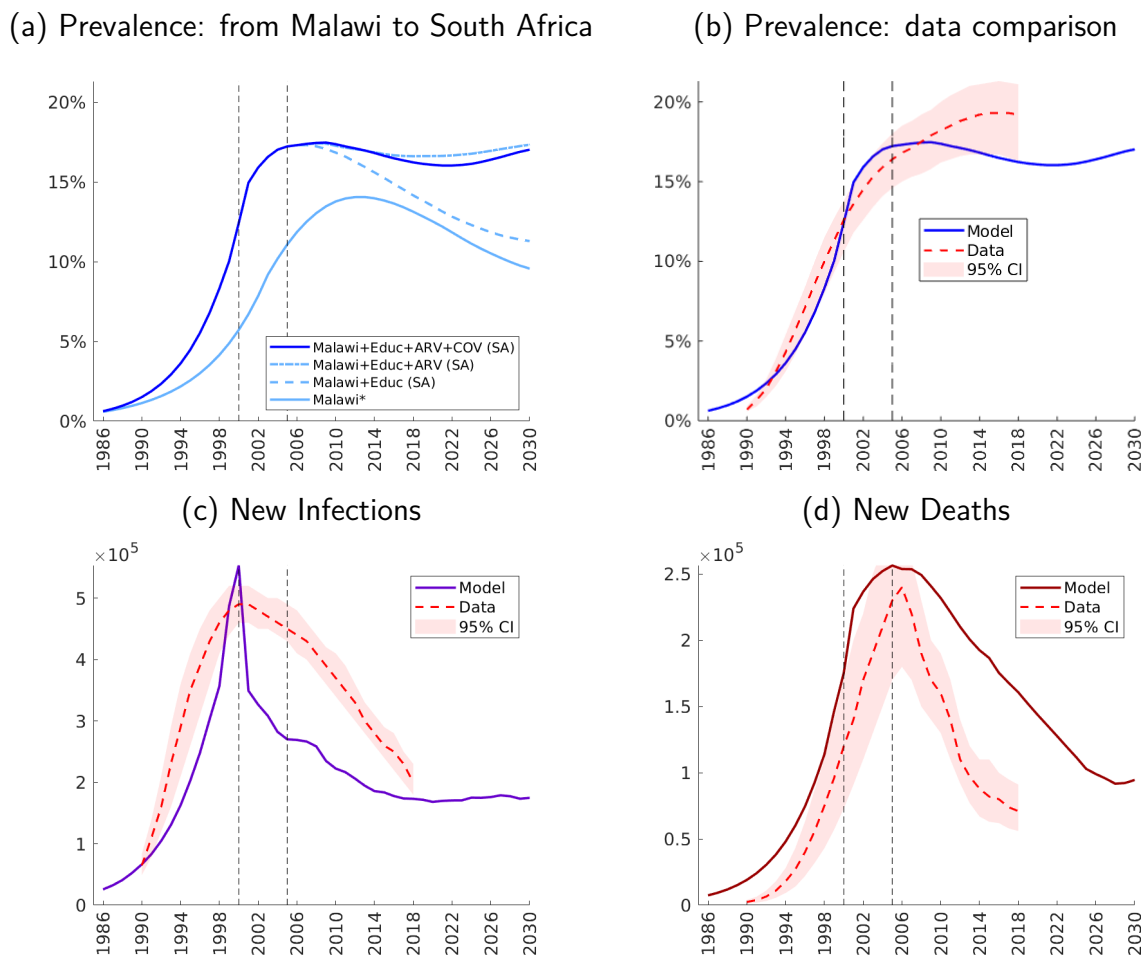 (a) Prevalence: from Malawi to South Africa
20%
15%
10%
5%
0%
Malawi+Educ+ARV+COV (SA)
Malawi+Educ+ARV (SA)
Malawi+Educ (SA)
Malawi*
1986 1990 1994 1998 2002 2006 2010 2014 2018 2022 2026 2030
(b) Prevalence: data comparison
20%
15%
10%
5%
0%
Model
Data
95% CI
1986 1990 1994 1998 2002 2006 2010 2014 2018 2022 2026 2030
(c) New Infections
×10⁵
5
4
3
2
1
0
Model
Data
95% CI
1986 1990 1994 1998 2002 2006 2010 2014 2018 2022 2026 2030
(d) New Deaths
×10⁵
2.5
2
1.5
1
0.5
0
Model
Data
95% CI
1986 1990 1994 1998 2002 2006 2010 2014 2018 2022 2026 2030